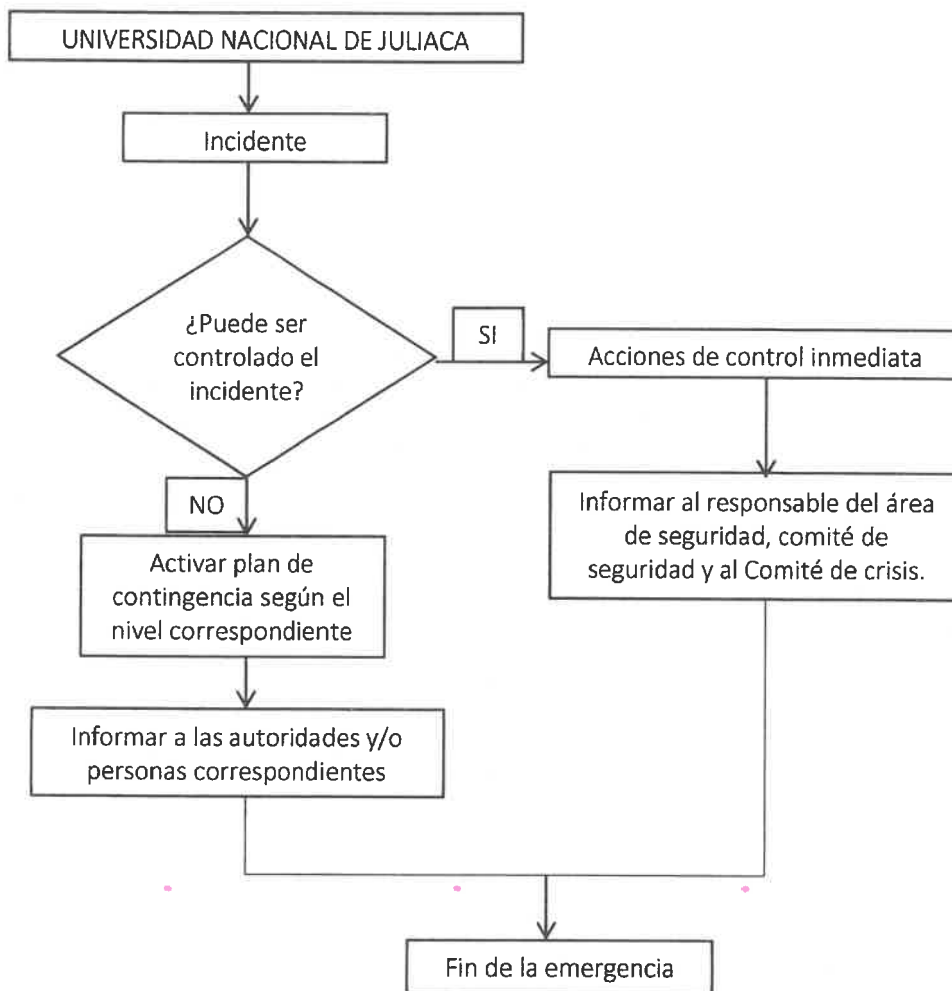 UNIVERSIDAD NACIONAL DE JULIACA
Incidente
¿Puede ser
controlado el
incidente?
SI
Acciones de control inmediata
Informar al responsable del área
de seguridad, comité de
seguridad y al Comité de crisis.
NO
Activar plan de
contingencia según el
nivel correspondiente
Informar a las autoridades y/o
personas correspondientes
Fin de la emergencia